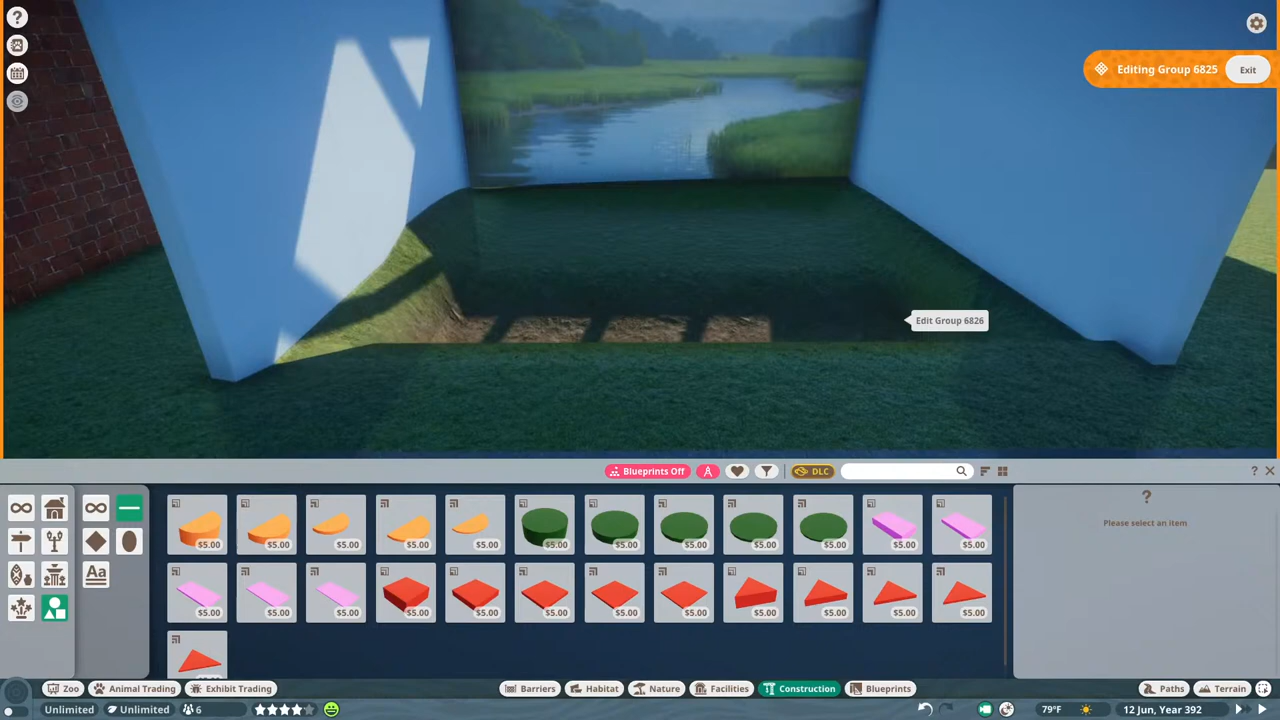 ?
Editing Group 6825
Exit
Edit Group 6826
Blueprints Off
DLC
?
$5.00 $5.00 $5.00 $5.00 $5.00 $5.00 $5.00 $5.00 $5.00 $5.00 $5.00 $5.00
?
Please select an item
Aa
$5.00 $5.00 $5.00 $5.00 $5.00 $5.00 $5.00 $5.00 $5.00 $5.00 $5.00 $5.00
Zoo
Animal Trading
Exhibit Trading
Barriers
Habitat
Nature
Facilities
Construction
Blueprints
Paths
Terrain
Unlimited
Unlimited
6
79°F
12 Jun, Year 392